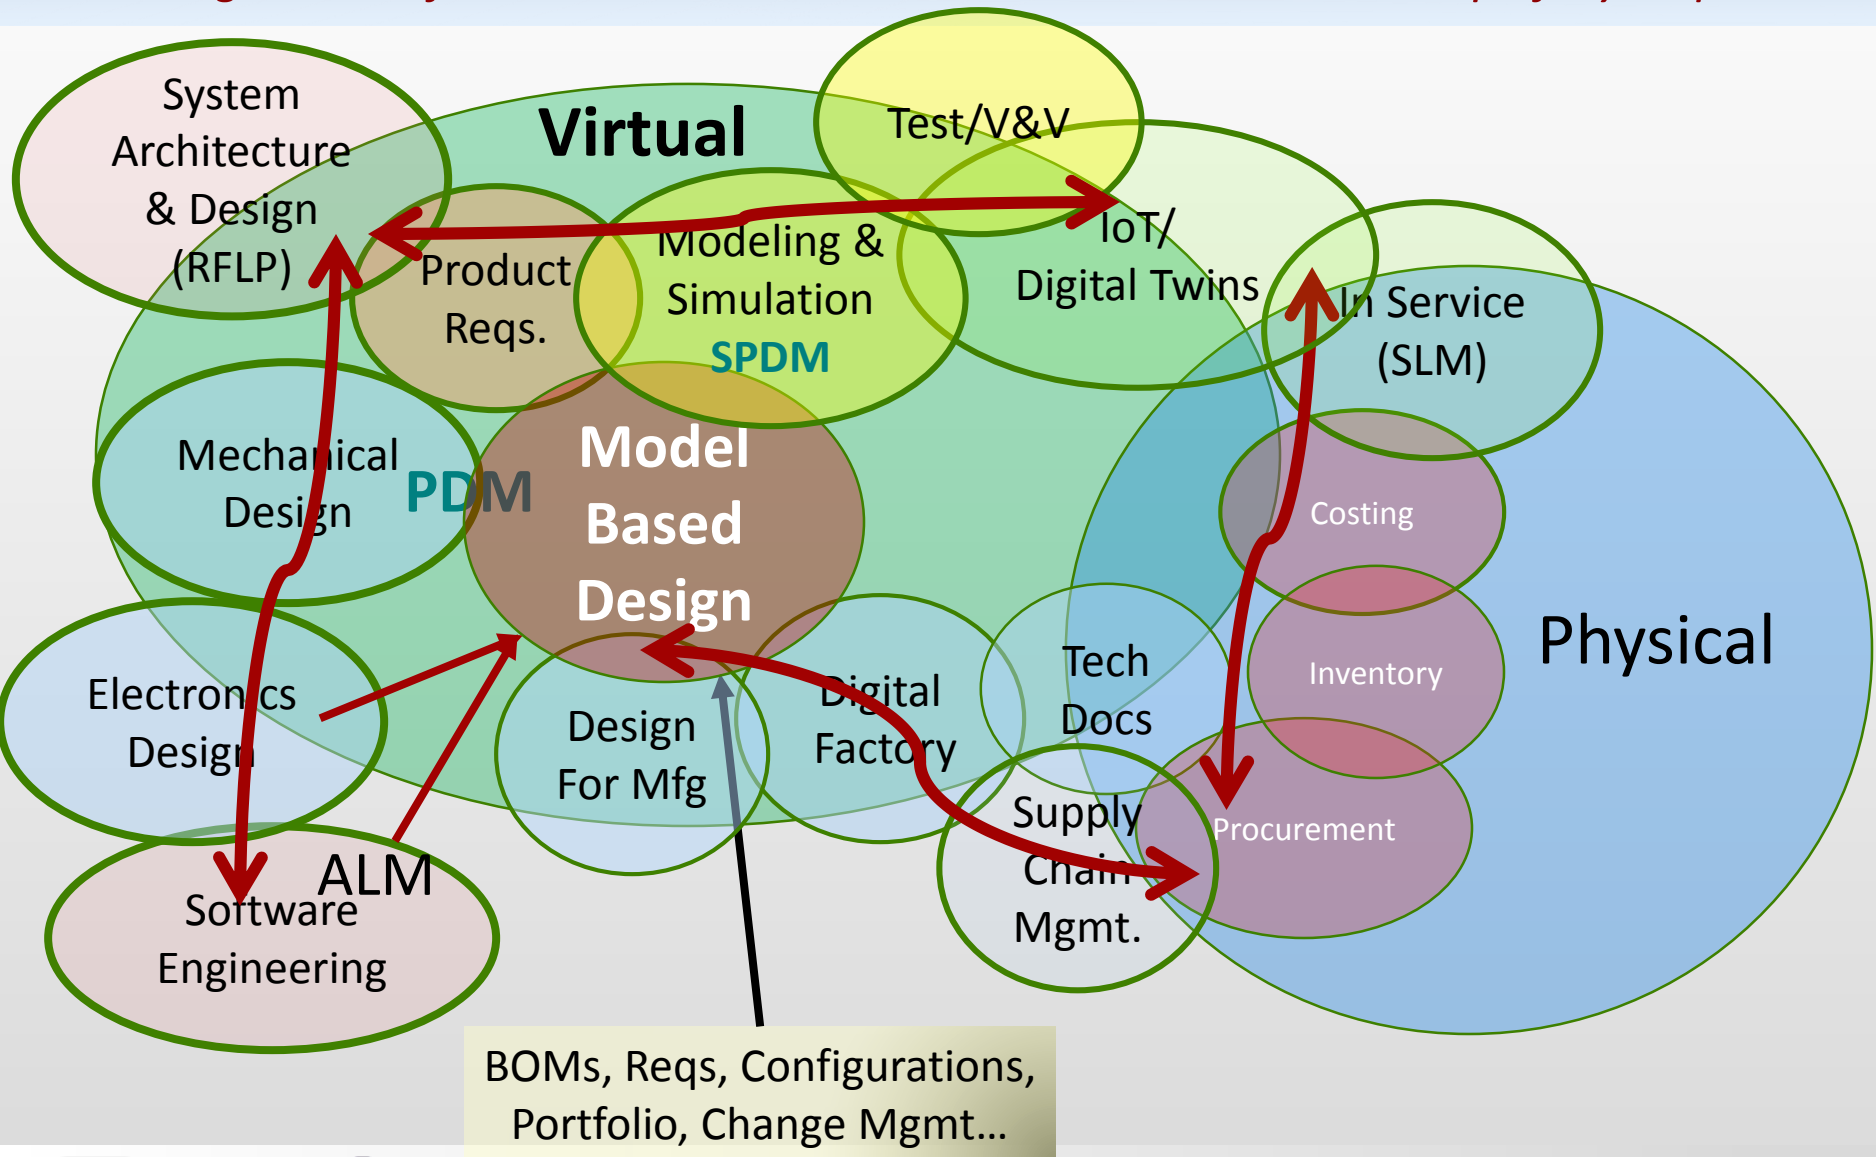 System
Architecture
& Design
(RFLP)
Virtual
Test/V&V
Product
Reqs.
Modeling &
Simulation
SPDM
IoT/
Digital Twins
In Service
(SLM)
Mechanical
Design
PDM
Model
Based
Design
Costing
Inventory
Physical
Electronics
Design
Design
For Mfg
Digital
Factory
Tech
Docs
Supply
Chain
Mgmt.
Procurement
ALM
Software
Engineering
BOMs, Reqs, Configurations,
Portfolio, Change Mgmt...